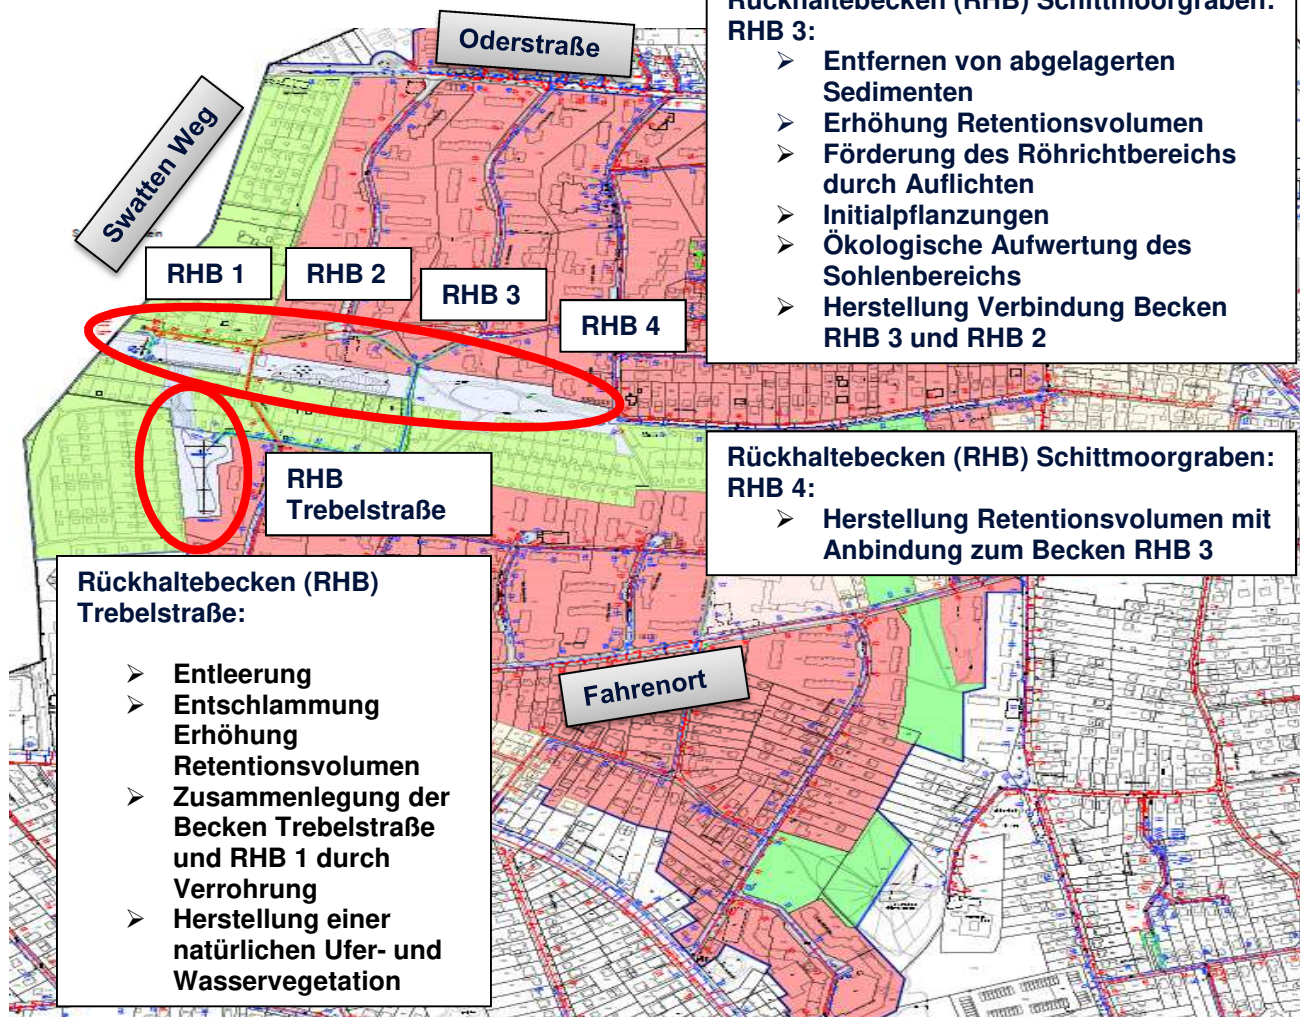 Oderstraße
Swatten Weg
RHB 1
RHB 2
RHB 3
RHB 4
Rückhaltebecken (RHB) Schittmoorgraben:
RHB 3:
➢ Entfernen von abgelagerten
Sedimenten
➢ Erhöhung Retentionsvolumen
➢ Förderung des Röhrichtbereichs
durch Auflichten
➢ Initialpflanzungen
➢ Ökologische Aufwertung des
Sohlenbereichs
➢ Herstellung Verbindung Becken
RHB 3 und RHB 2
RHB
Trebelstraße
Rückhaltebecken (RHB) Schittmoorgraben:
RHB 4:
➢ Herstellung Retentionsvolumen mit
Anbindung zum Becken RHB 3
Rückhaltebecken (RHB)
Trebelstraße:
➢ Entleerung
➢ Entschlammung
Erhöhung
Retentionsvolumen
➢ Zusammenlegung der
Becken Trebelstraße
und RHB 1 durch
Verrohrung
➢ Herstellung einer
natürlichen Ufer- und
Wasservegetation
Fahrenort